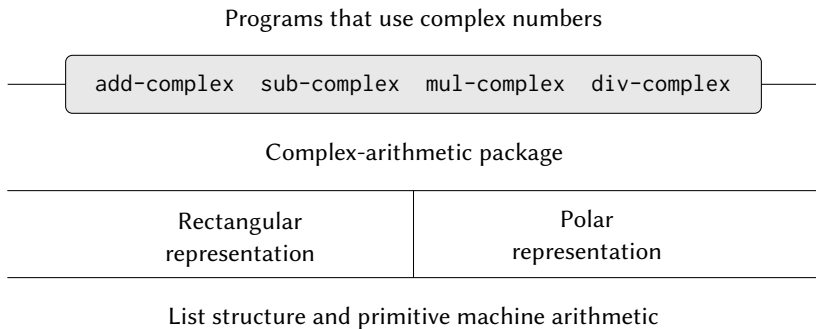 Programs that use complex numbers
add-complex sub-complex mul-complex div-complex
Complex-arithmetic package
Rectangular
representation
Polar
representation
List structure and primitive machine arithmetic